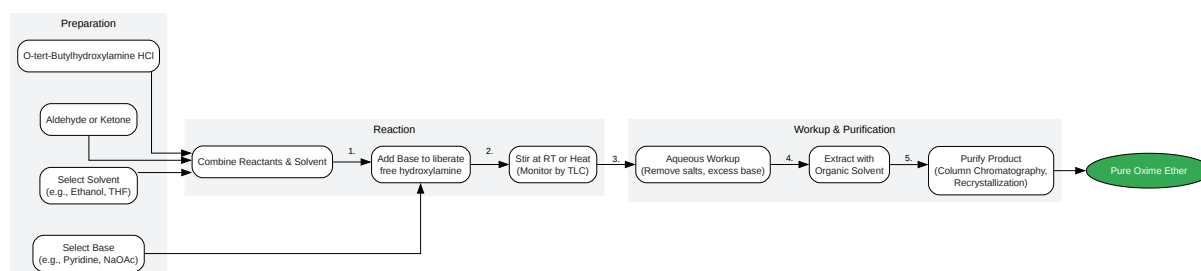 Preparation
O-tert-Butylhydroxylamine HCl
Aldehyde or Ketone
Select Solvent
(e.g., Ethanol, THF)
Select Base
(e.g., Pyridine, NaOAc)
Reaction
Combine Reactants & Solvent
1.
Add Base to liberate
free hydroxylamine
2.
Stir at RT or Heat
(Monitor by TLC)
3.
Workup & Purification
Aqueous Workup
(Remove salts, excess base)
4.
Extract with
Organic Solvent
5.
Purify Product
(Column Chromatography,
Recrystallization)
Pure Oxime Ether